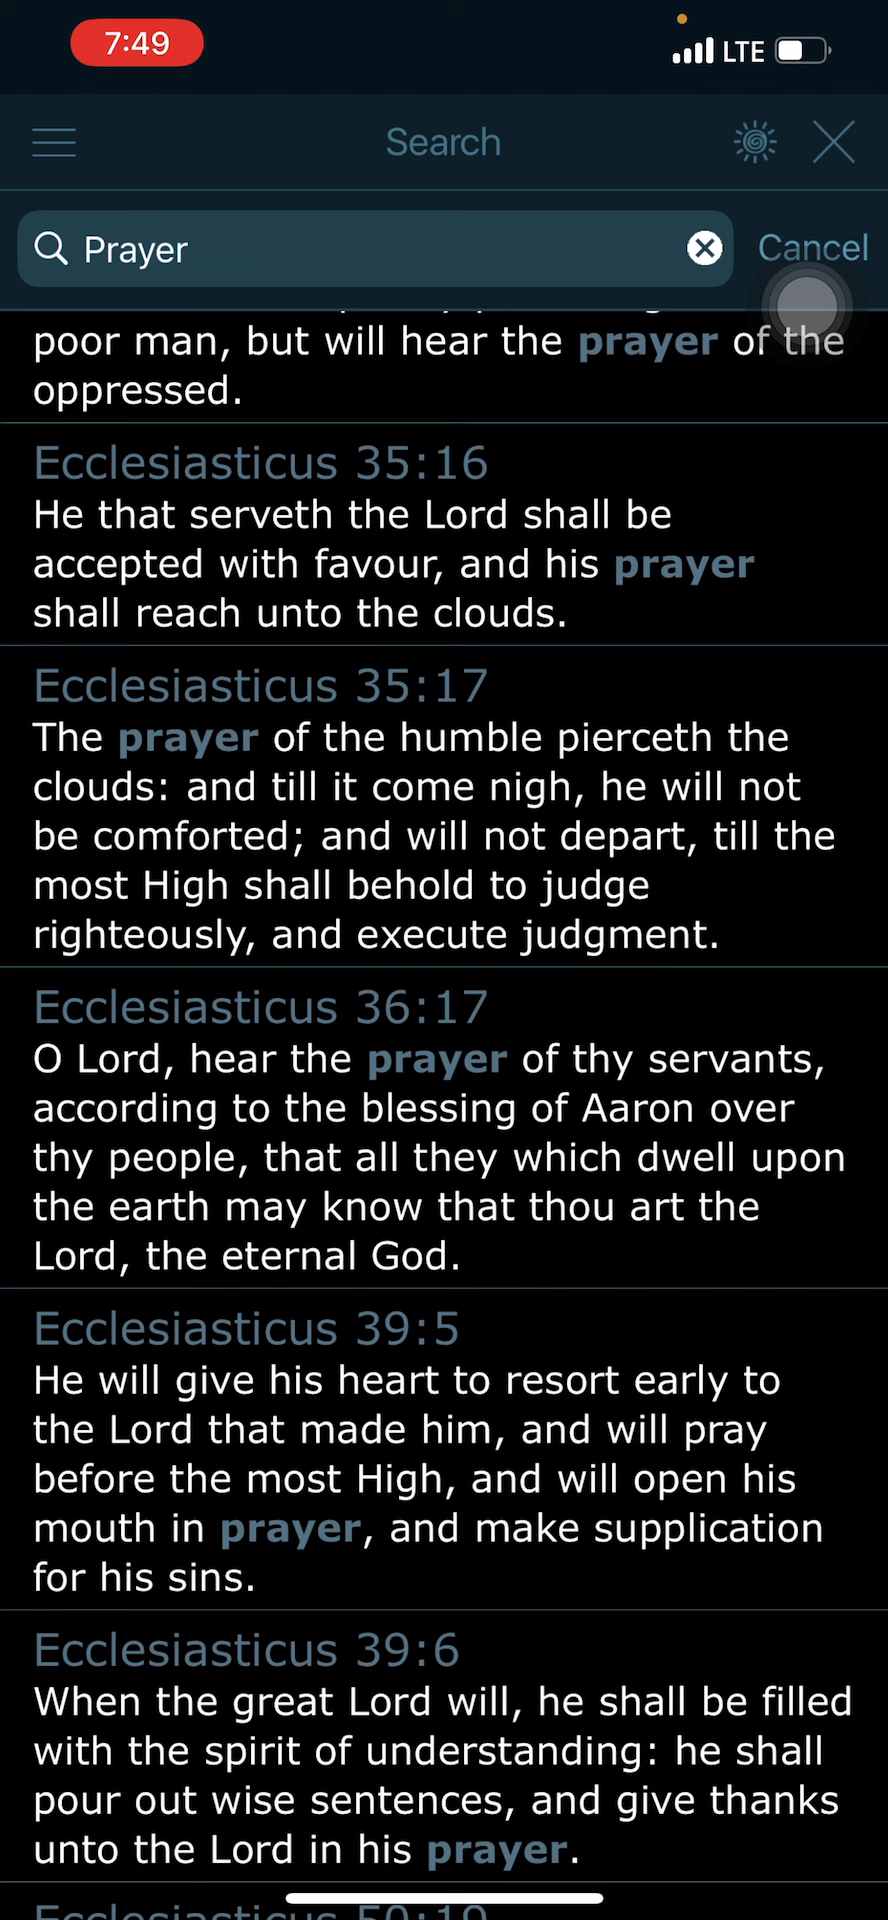 7:49
LTE
Search
Prayer
Cancel
poor man, but will hear the prayer of the
oppressed.
Ecclesiasticus 35:16
He that serveth the Lord shall be
accepted with favour, and his prayer
shall reach unto the clouds.
Ecclesiasticus 35:17
The prayer of the humble pierceth the
clouds: and till it come nigh, he will not
be comforted; and will not depart, till the
most High shall behold to judge
righteously, and execute judgment.
Ecclesiasticus 36:17
O Lord, hear the prayer of thy servants,
according to the blessing of Aaron over
thy people, that all they which dwell upon
the earth may know that thou art the
Lord, the eternal God.
Ecclesiasticus 39:5
He will give his heart to resort early to
the Lord that made him, and will pray
before the most High, and will open his
mouth in prayer, and make supplication
for his sins.
Ecclesiasticus 39:6
When the great Lord will, he shall be filled
with the spirit of understanding: he shall
pour out wise sentences, and give thanks
unto the Lord in his prayer.
Ecclesiasticus 50:19